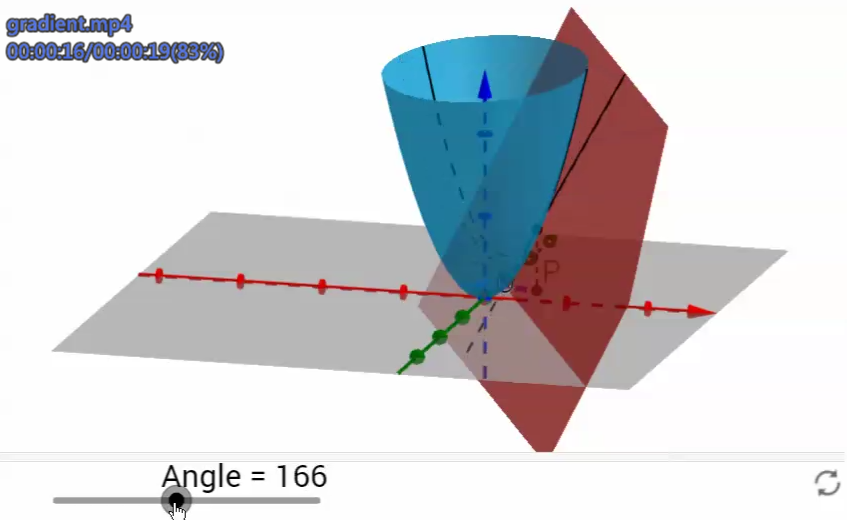 gradient.mp4
00:00:16/00:00:19(83%)
P
Angle = 166